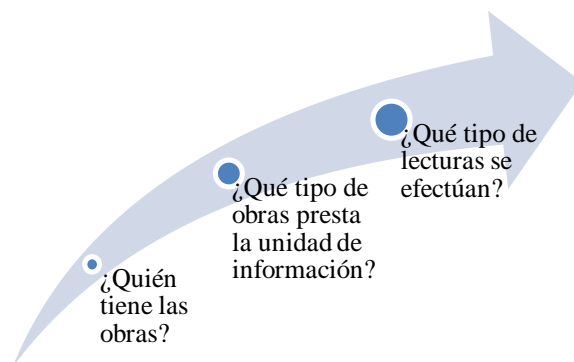 ¿Quién
tiene las
obras?
¿Qué tipo de
obras presta
la unidad de
información?
¿Qué tipo de
lecturas se
efectúan?